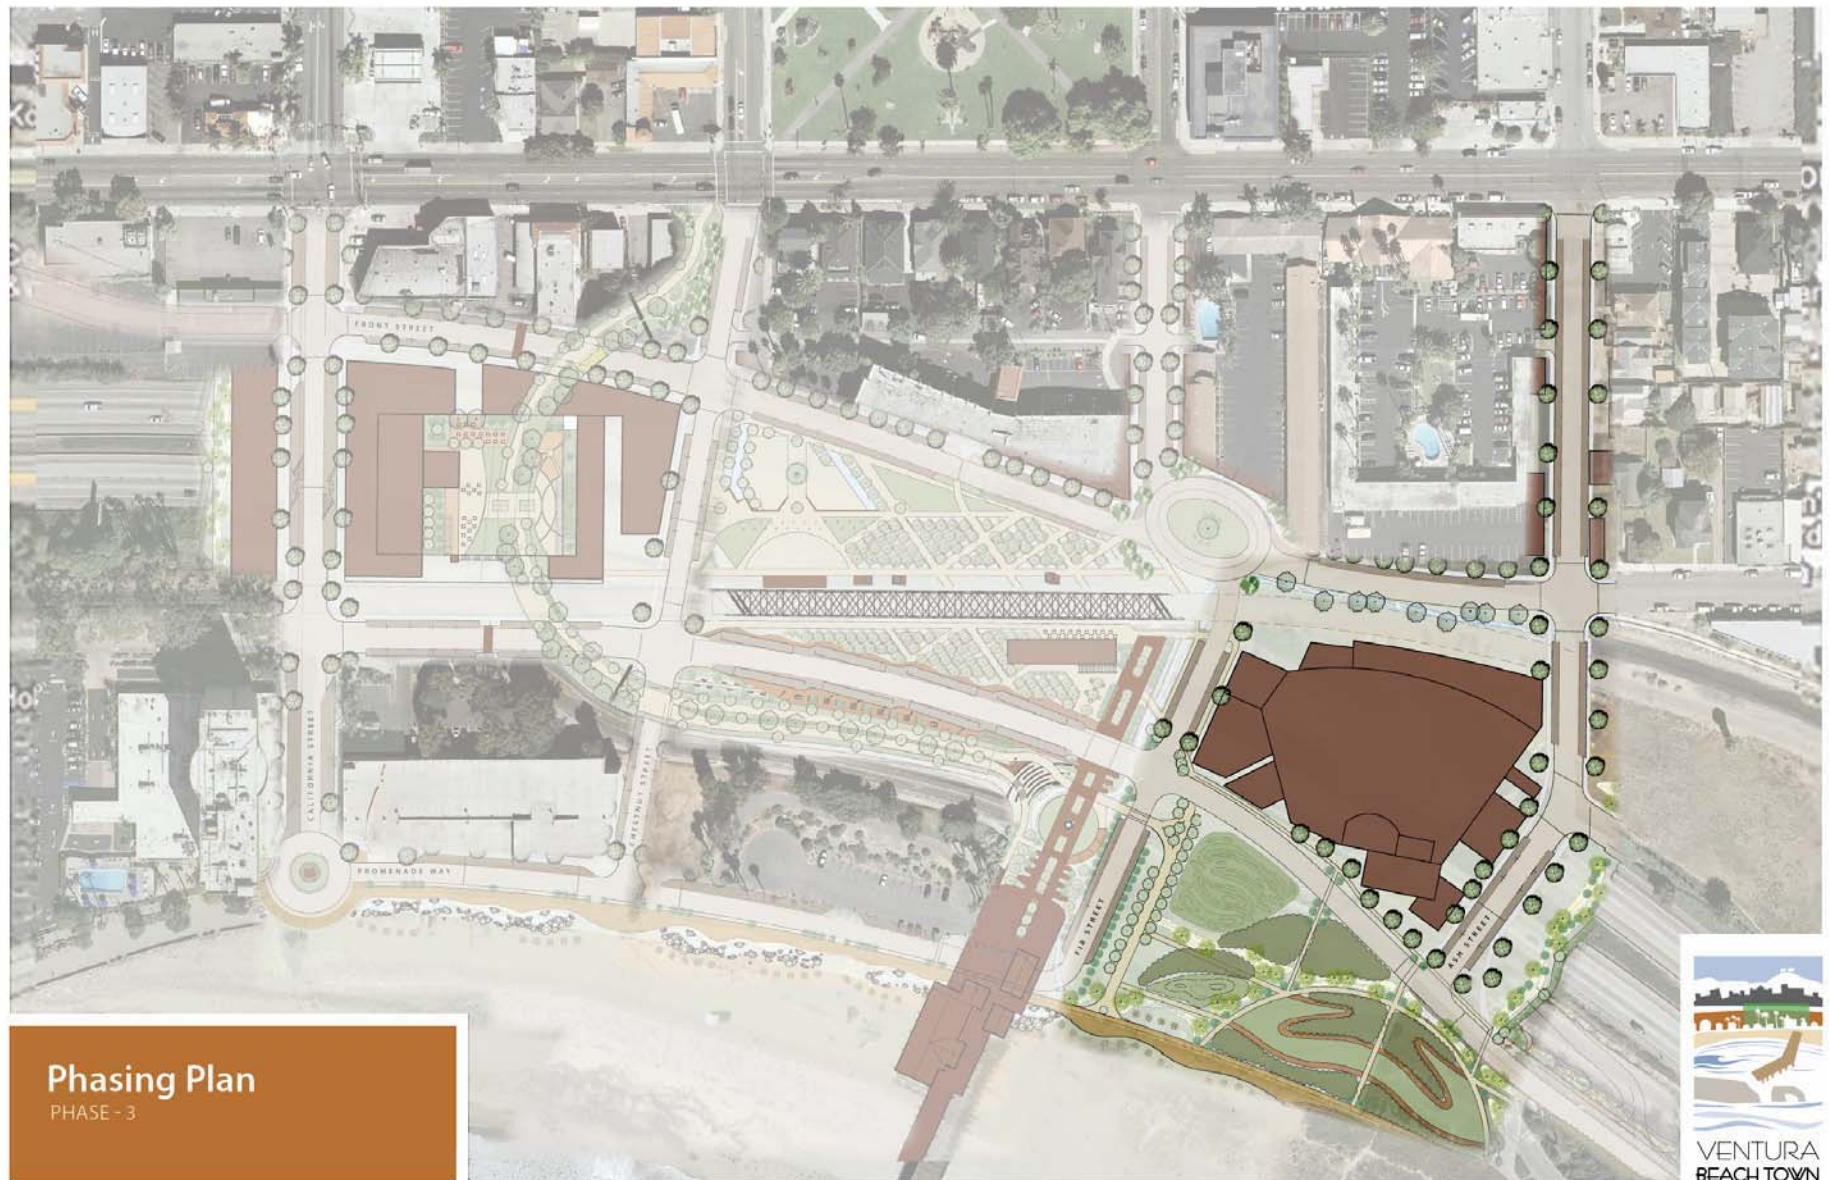 FRONT STREET
CALIFORNIA STREET
CHESTNUT STREET
PROMENADE WAY
FIR STREET
ASH STREET
Phasing Plan
PHASE - 3
VENTURA
BEACH TOWN